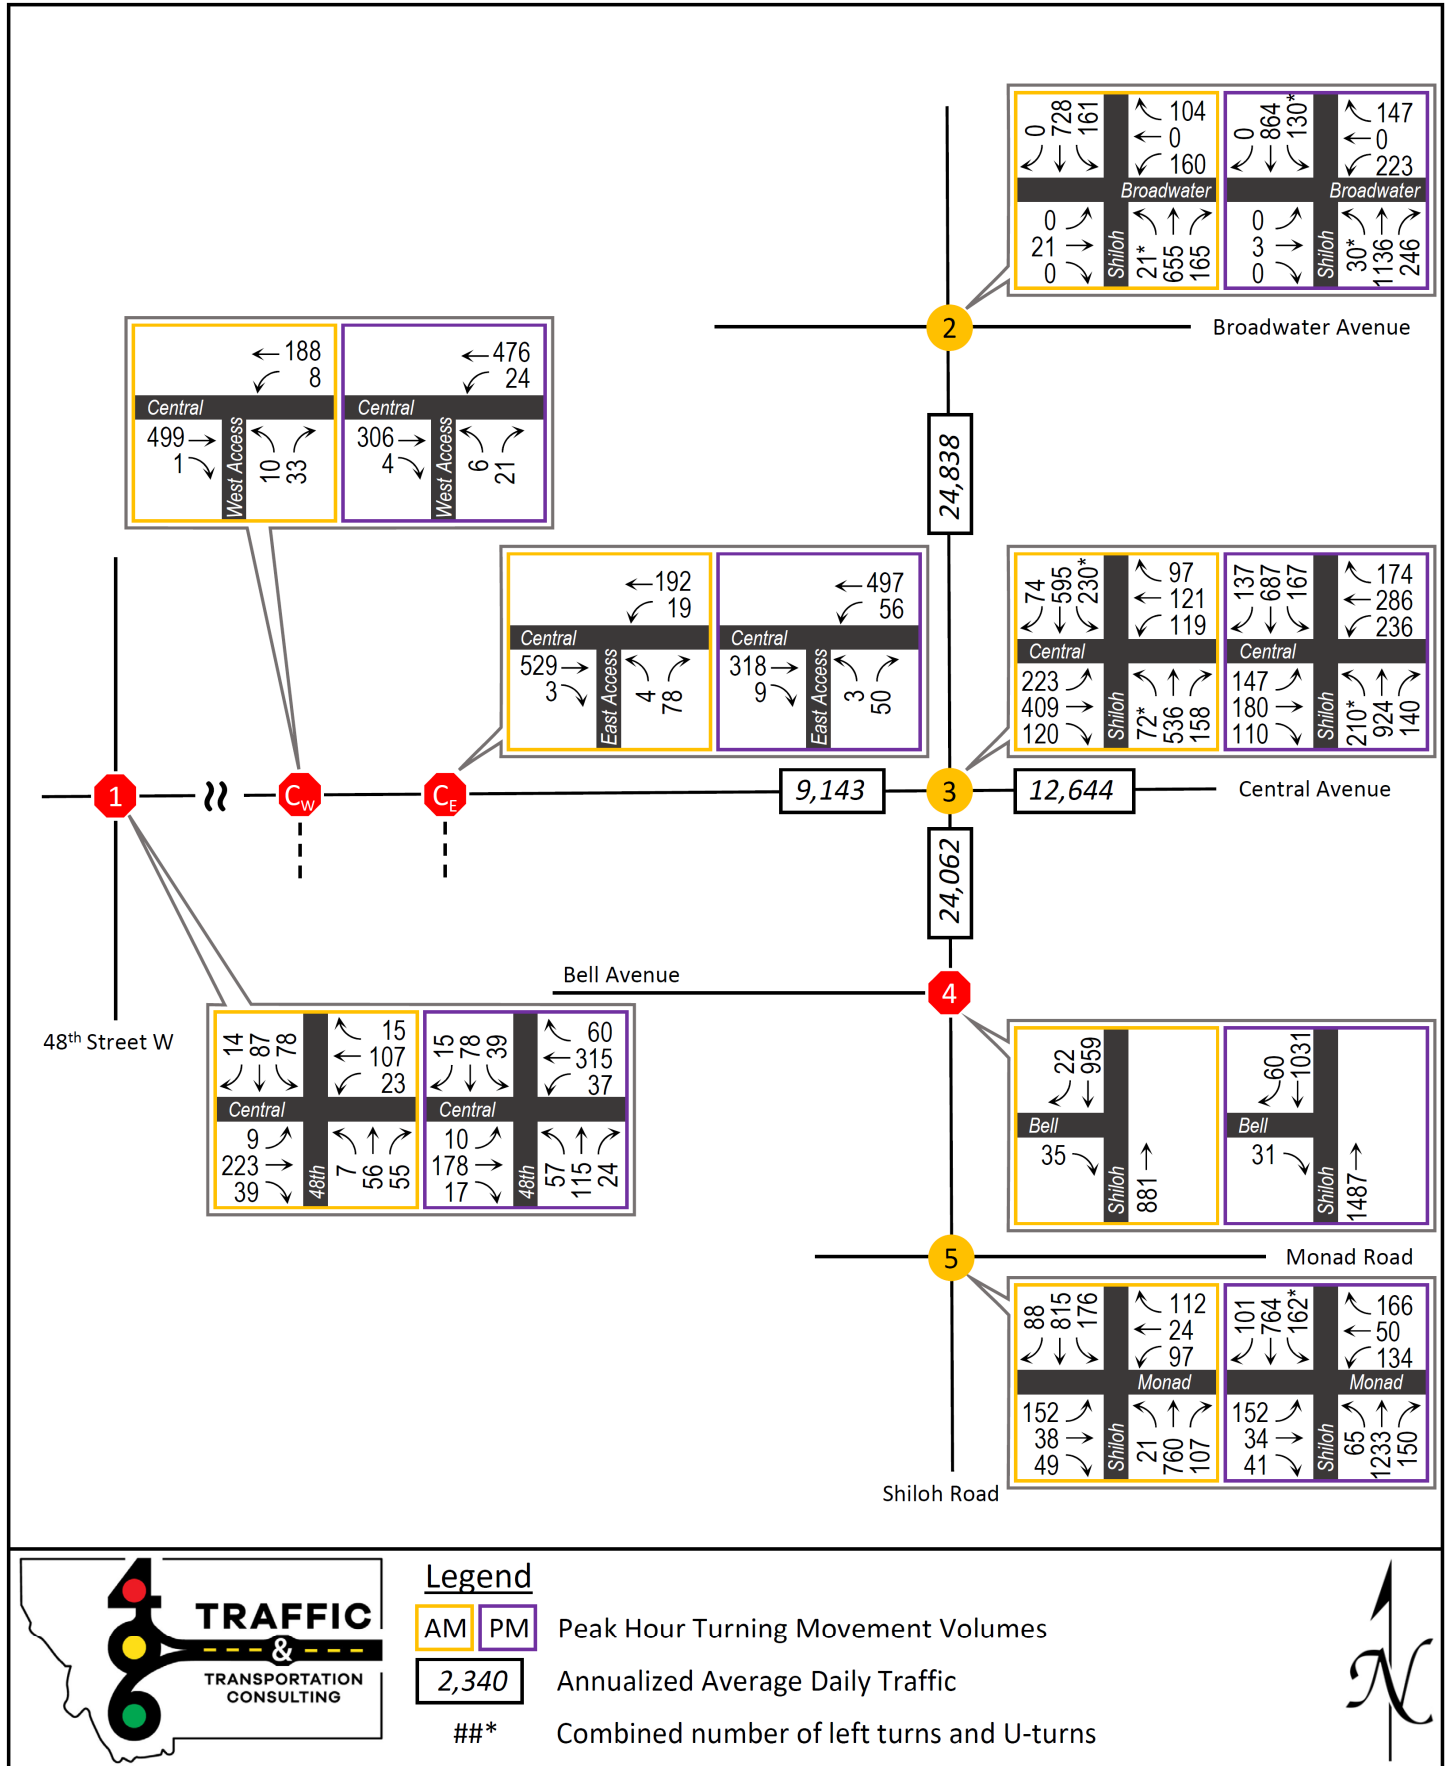 0 728 161
104
0
160
Broadwater
0
21
0
Shiloh
21* 655 165
0 864 130*
147
0
223
Broadwater
0
3
0
Shiloh
30* 1136 246
2
Broadwater Avenue
188
8
Central
499
1
West Access
10 33
476
24
Central
306
4
West Access
6 21
24,838
192
19
Central
529
3
East Access
4 78
497
56
Central
318
9
East Access
3 50
74 595 230*
97
121
119
Central
223
409
120
Shiloh
72* 536 158
137 687 167
174
286
236
Central
147
180
110
Shiloh
210* 924 140
1
CW
CE
9,143
3
12,644
Central Avenue
24,062
Bell Avenue
4
48th Street W
14 87 78
15
107
23
Central
9
223
39
48th
7 56 55
15 78 39
60
315
37
Central
10
178
17
48th
57 115 24
22 959
Bell
35
Shiloh
881
60 1031
Bell
31
Shiloh
1487
5
Monad Road
88 815 176
112
24
97
Monad
152
38
49
Shiloh
21 760 107
101 764 162*
166
50
134
Monad
152
34
41
Shiloh
65 1233 150
Shiloh Road
406
TRAFFIC
&
TRANSPORTATION
CONSULTING
Legend
AM PM Peak Hour Turning Movement Volumes
2,340 Annualized Average Daily Traffic
##* Combined number of left turns and U-turns
N